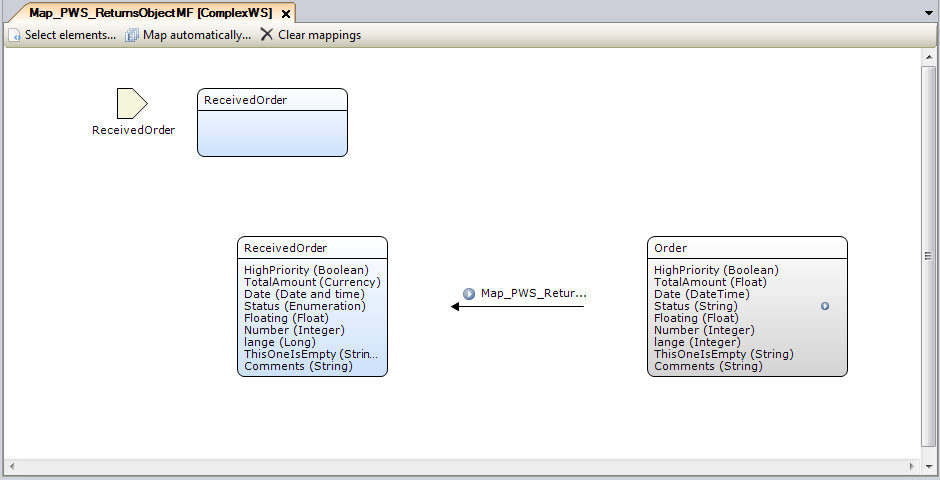 Map_PWS_ReturnsObjectMF [ComplexWS]
Select elements... Map automatically... Clear mappings
ReceivedOrder
ReceivedOrder
ReceivedOrder
HighPriority (Boolean)
TotalAmount (Currency)
Date (Date and time)
Status (Enumeration)
Floating (Float)
Number (Integer)
lange (Long)
ThisOneIsEmpty (Strin...
Comments (String)
Map_PWS_Retur...
Order
HighPriority (Boolean)
TotalAmount (Float)
Date (DateTime)
Status (String)
Floating (Float)
Number (Integer)
lange (Integer)
ThisOneIsEmpty (String)
Comments (String)